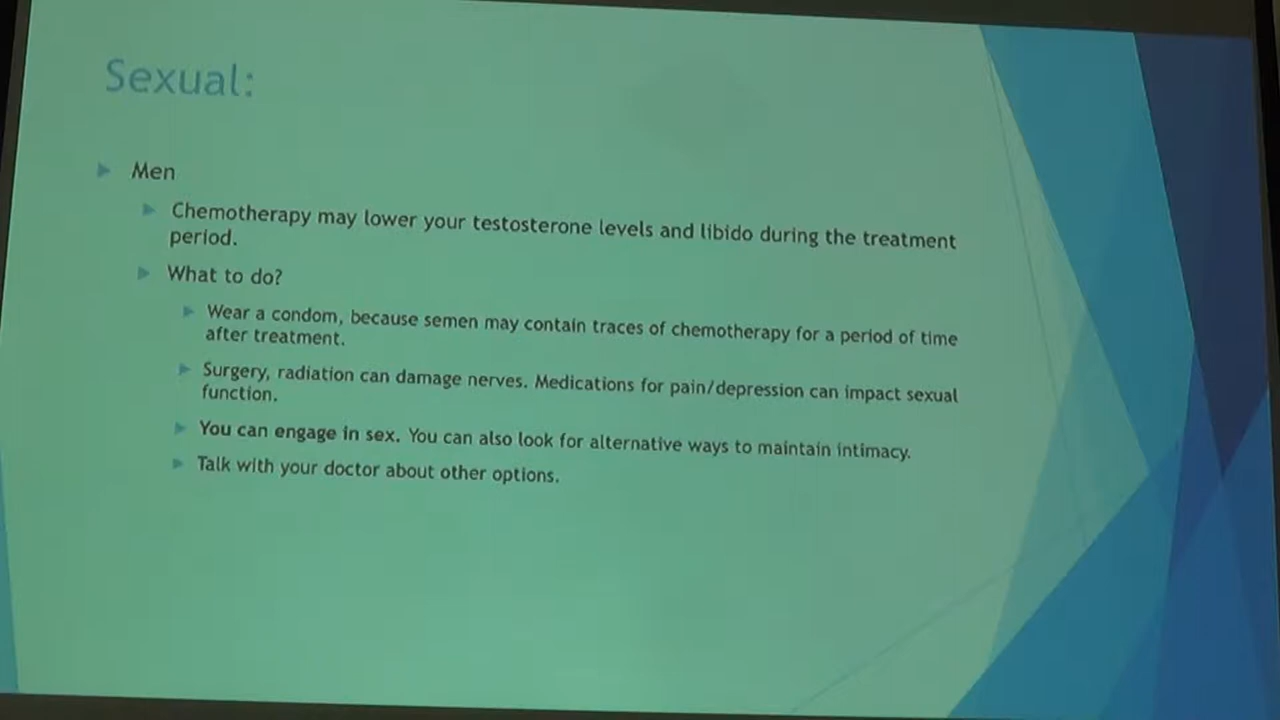 Sexual:
Men
Chemotherapy may lower your testosterone levels and libido during the treatment
period.
What to do?
Wear a condom, because semen may contain traces of chemotherapy for a period of time
after treatment.
Surgery, radiation can damage nerves. Medications for pain/depression can impact sexual
function.
You can engage in sex. You can also look for alternative ways to maintain intimacy.
Talk with your doctor about other options.